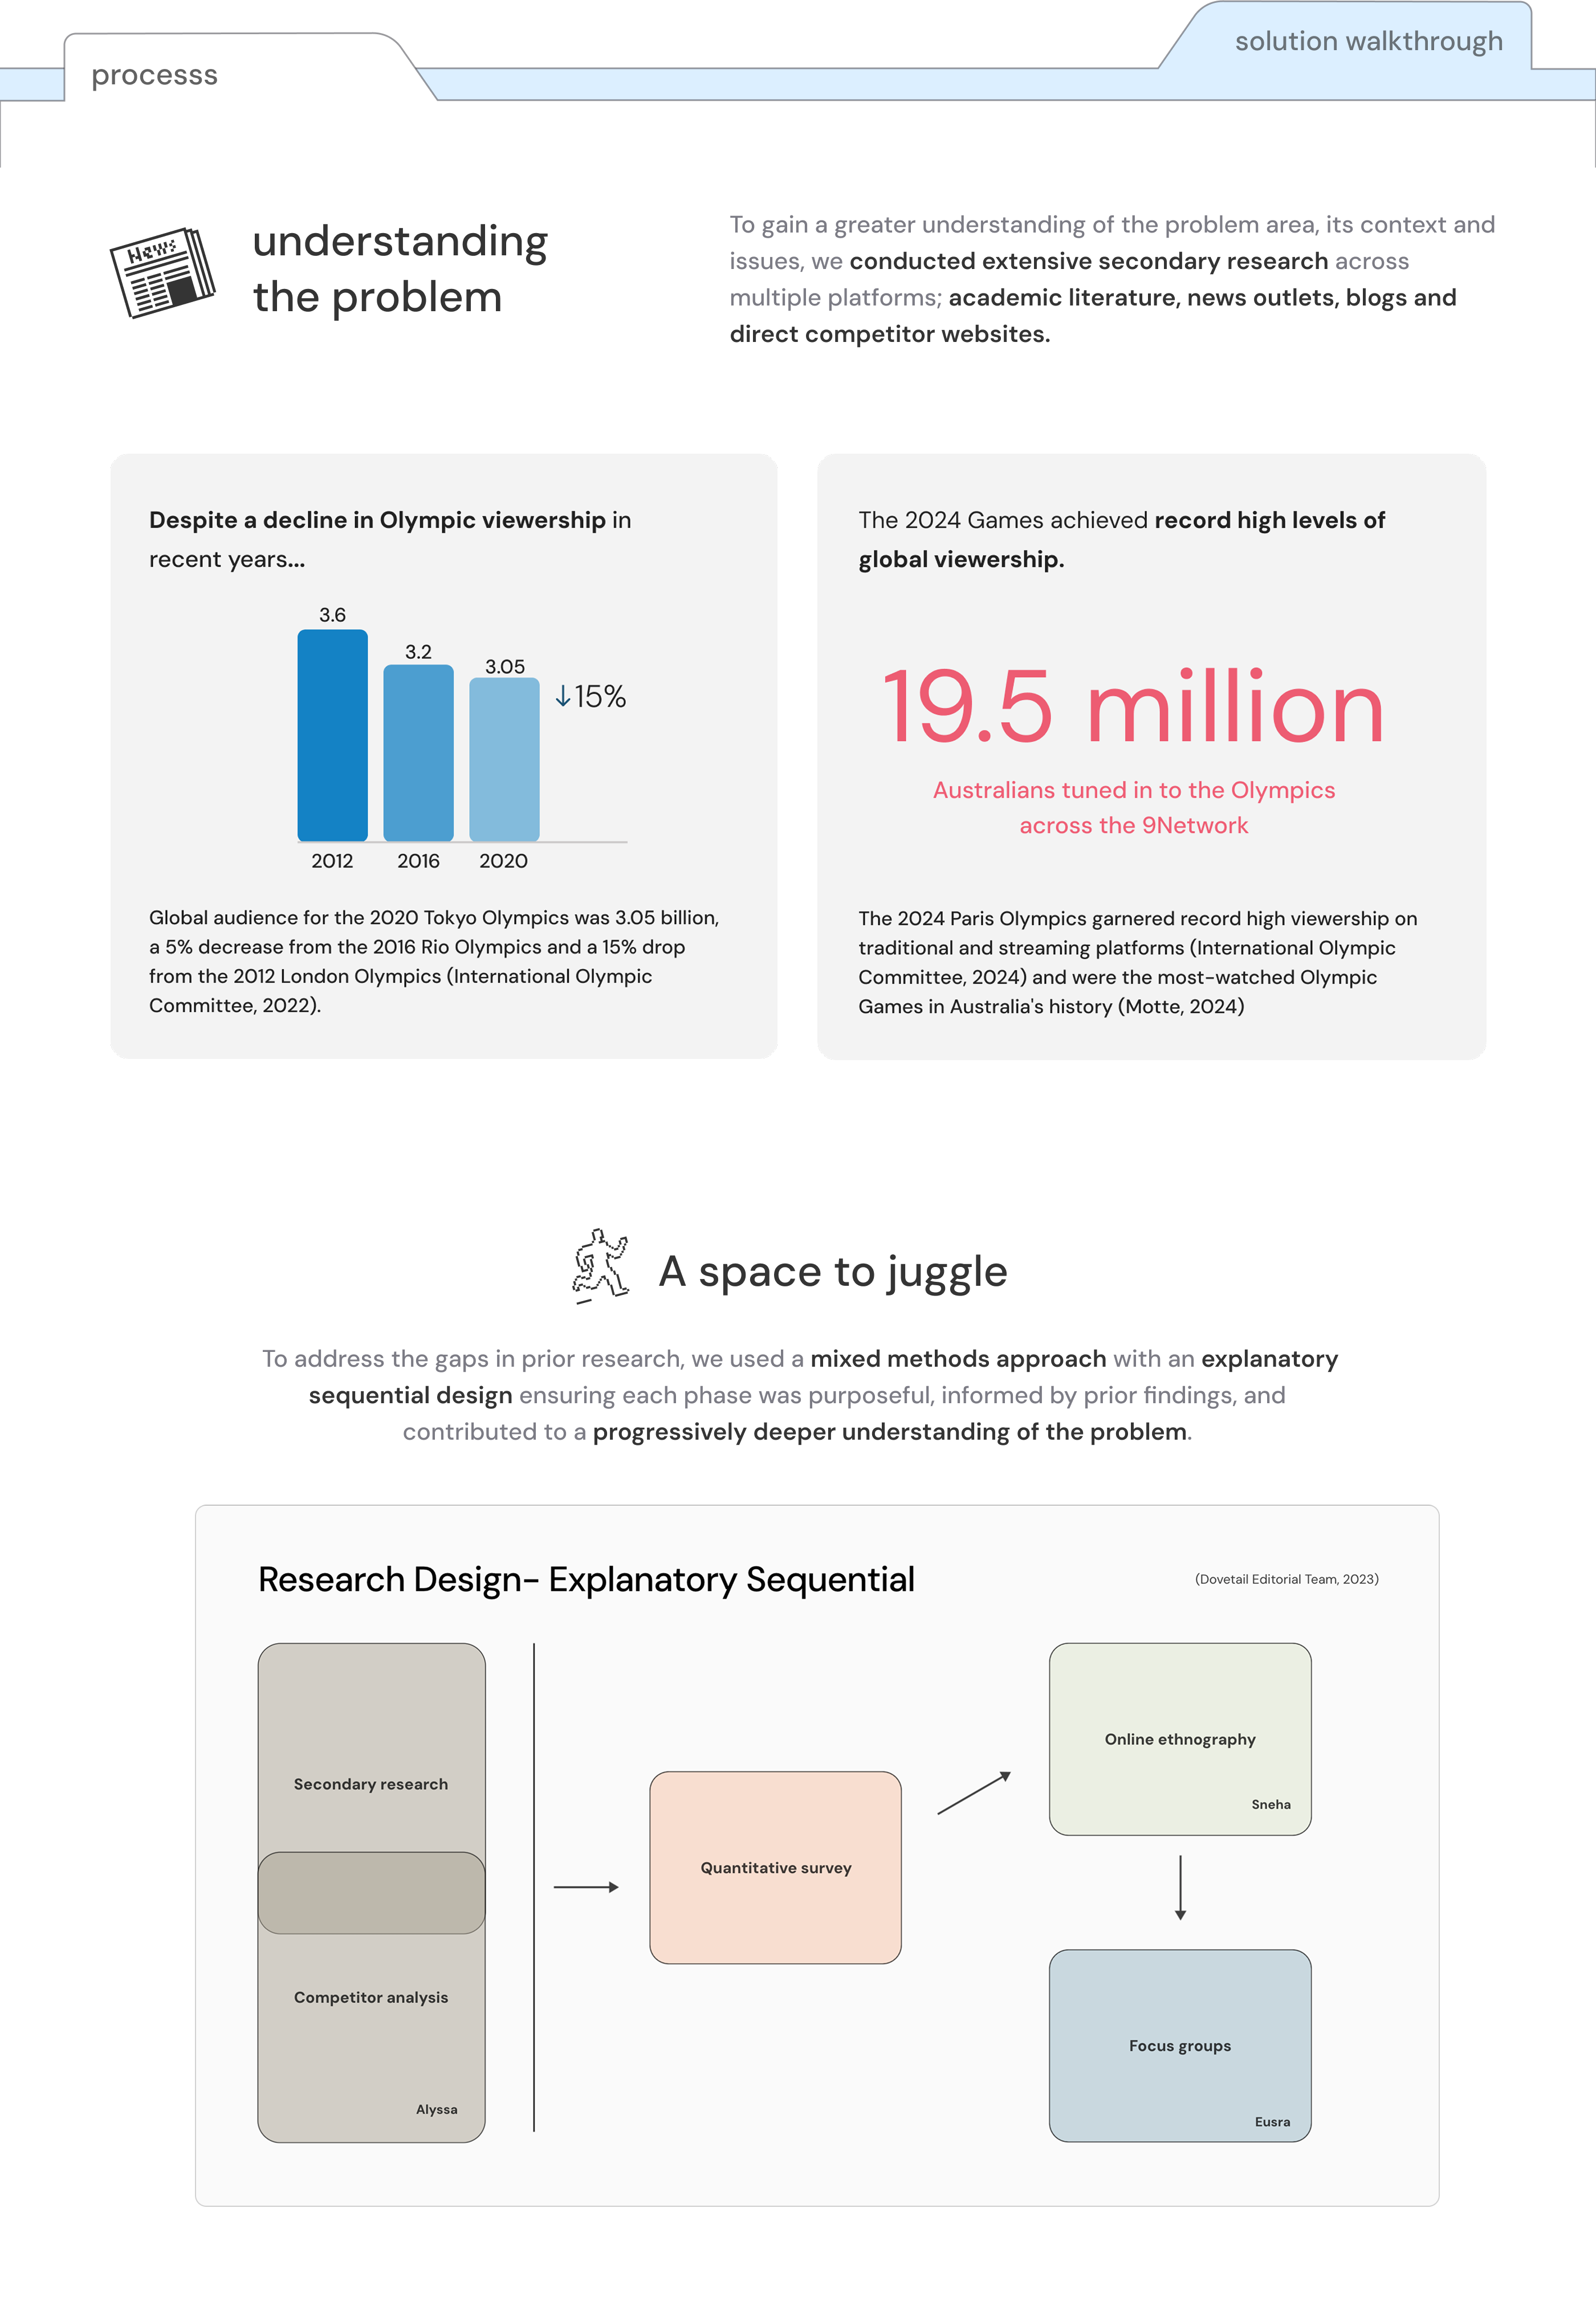 processs
solution walkthrough
News
understanding
the problem
To gain a greater understanding of the problem area, its context and
issues, we conducted extensive secondary research across
multiple platforms; academic literature, news outlets, blogs and
direct competitor websites.
Despite a decline in Olympic viewership in
recent years...
3.6
3.2
3.05
↓15%
2012
2016
2020
Global audience for the 2020 Tokyo Olympics was 3.05 billion,
a 5% decrease from the 2016 Rio Olympics and a 15% drop
from the 2012 London Olympics (International Olympic
Committee, 2022).
The 2024 Games achieved record high levels of
global viewership.
19.5 million
Australians tuned in to the Olympics
across the 9Network
The 2024 Paris Olympics garnered record high viewership on
traditional and streaming platforms (International Olympic
Committee, 2024) and were the most-watched Olympic
Games in Australia's history (Motte, 2024)
A space to juggle
To address the gaps in prior research, we used a mixed methods approach with an explanatory
sequential design ensuring each phase was purposeful, informed by prior findings, and
contributed to a progressively deeper understanding of the problem.
Research Design- Explanatory Sequential
(Dovetail Editorial Team, 2023)
Secondary research
Competitor analysis
Alyssa
Quantitative survey
Online ethnography
Sneha
Focus groups
Eusra